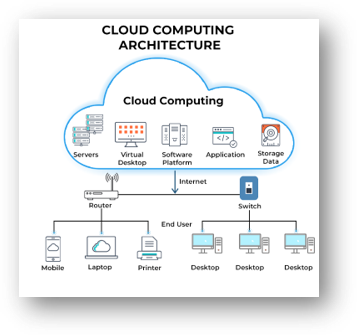 CLOUD COMPUTING
ARCHITECTURE
Cloud Computing
Servers
Virtual
Desktop
Software
Platform
Application
Storage
Data
Internet
Router
Switch
End User
Mobile
Laptop
Printer
Desktop
Desktop
Desktop